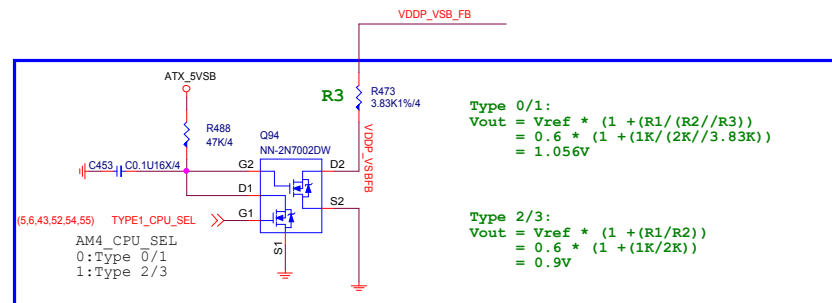 VDDP_VSB_FB
ATX_5VSB
R3
R473
3.83K1%/4
R488
47K/4
Q94
NN-2N7002DW
VDDP_VSBFB
C453
C0.1U16X/4
G2
D2
D1
S2
(5,6,43,52,54,55)
TYPE1_CPU_SEL
G1
S1
AM4_CPU_SEL
0:Type 0/1
1:Type 2/3
Type 0/1:
Vout = Vref * (1 +(R1/(R2//R3))
= 0.6 * (1 +(1K/(2K//3.83K))
= 1.056V
Type 2/3:
Vout = Vref * (1 +(R1/R2))
= 0.6 * (1 +(1K/2K))
= 0.9V